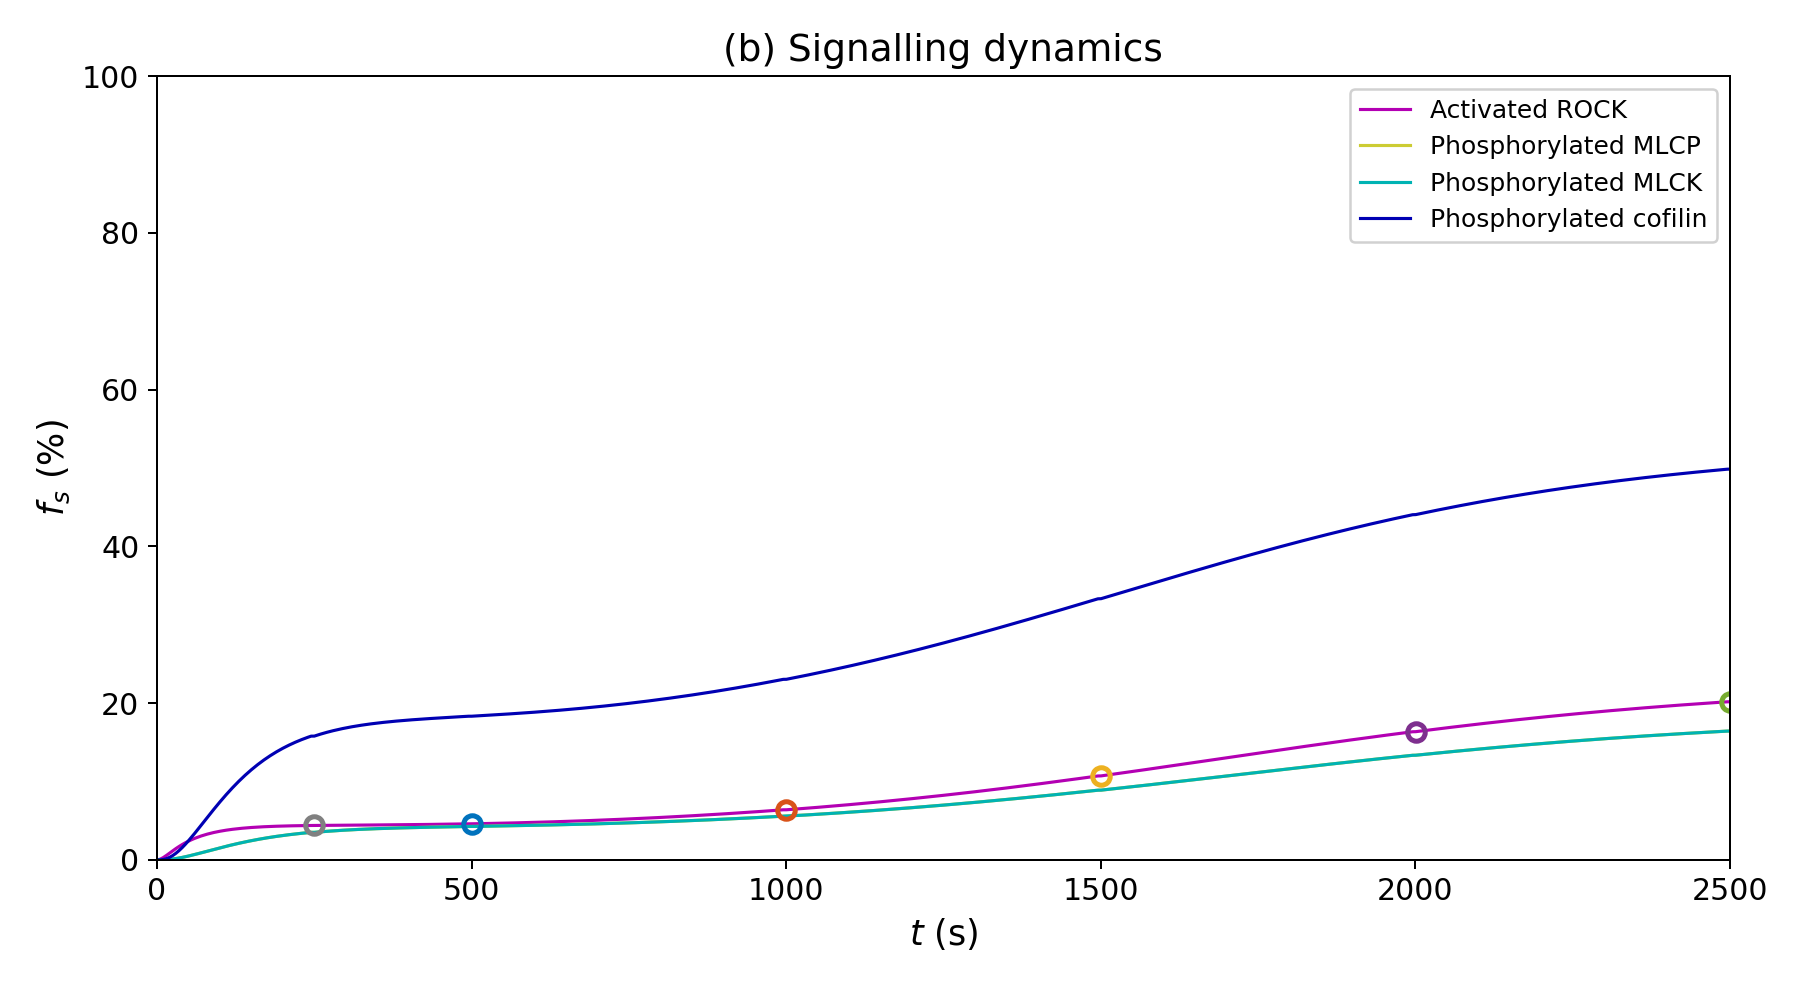 (b) Signalling dynamics
100
80
60
40
20
0
f_s (%)
Activated ROCK
Phosphorylated MLCP
Phosphorylated MLCK
Phosphorylated cofilin
0 500 1000 1500 2000 2500
t (s)